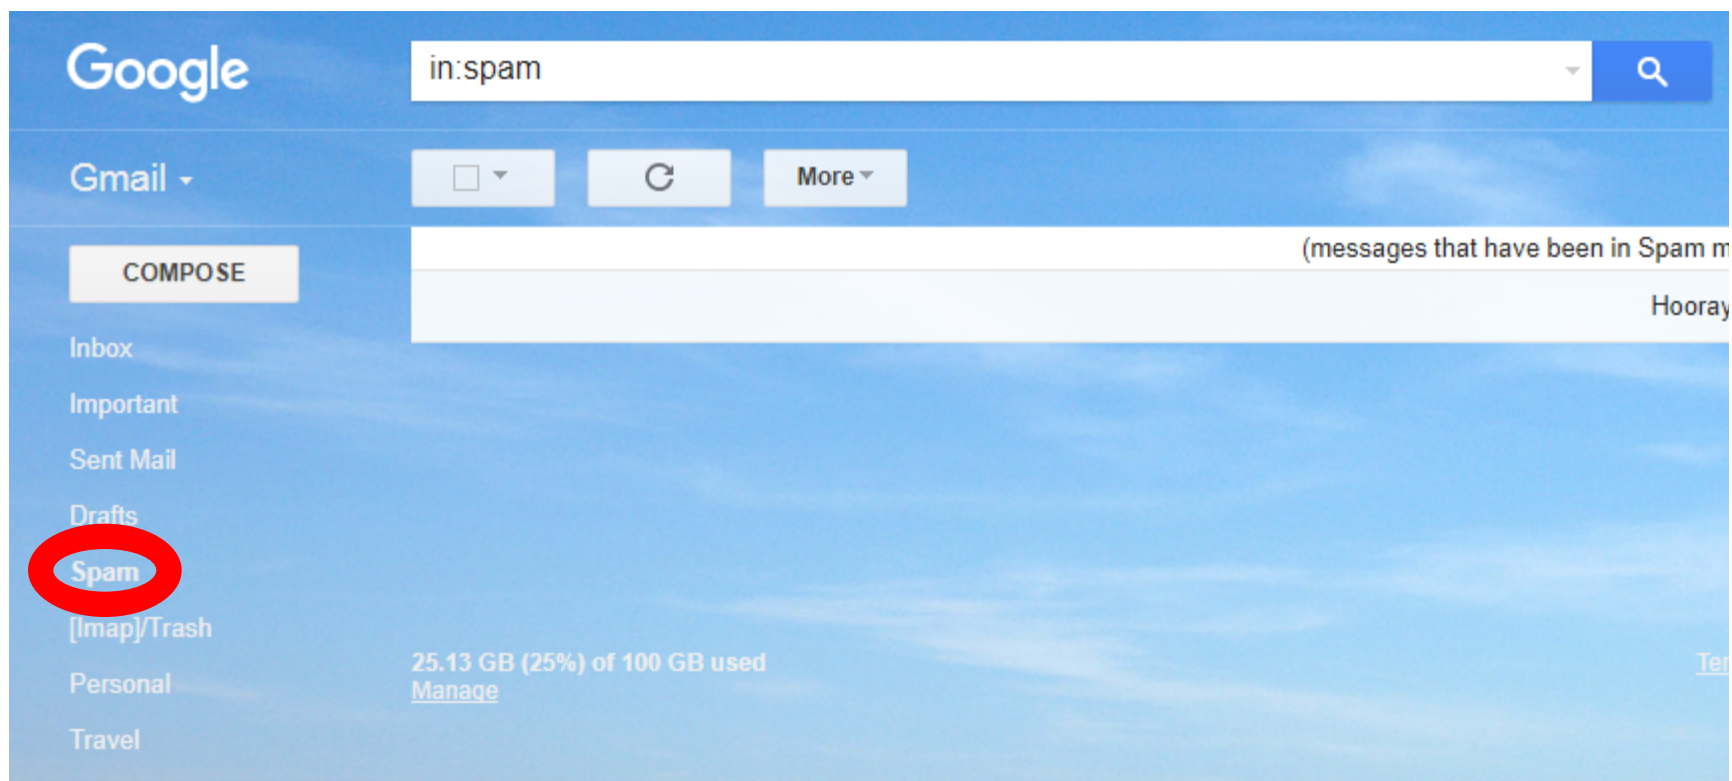 Google
in:spam
Gmail
More
COMPOSE
(messages that have been in Spam m
Hooray
Inbox
Important
Sent Mail
Drafts
Spam
[Imap]/Trash
Personal
Travel
25.13 GB (25%) of 100 GB used
Manage
Ter